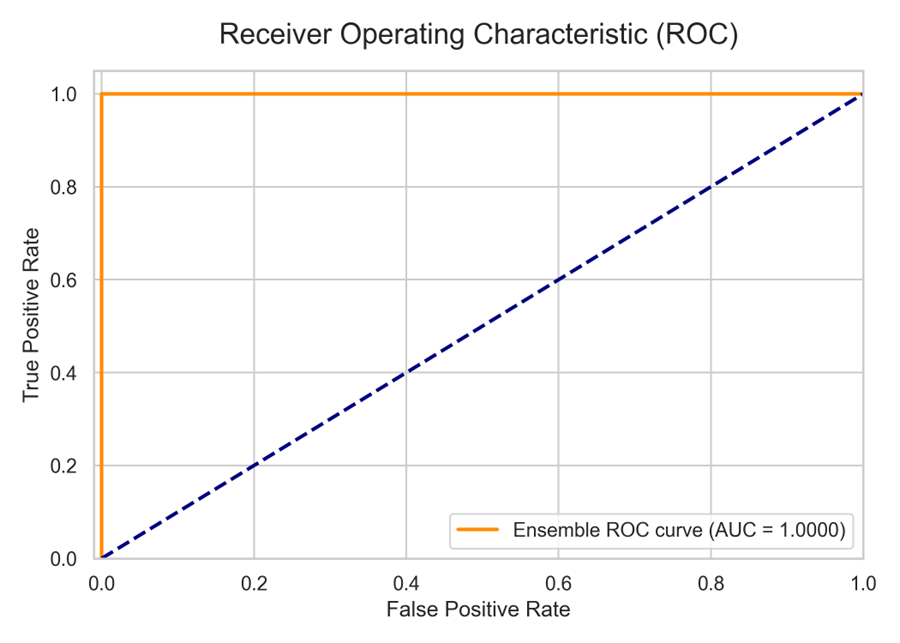 Receiver Operating Characteristic (ROC)
1.0
0.8
0.6
0.4
0.2
0.0
True Positive Rate
Ensemble ROC curve (AUC = 1.0000)
0.0 0.2 0.4 0.6 0.8 1.0
False Positive Rate